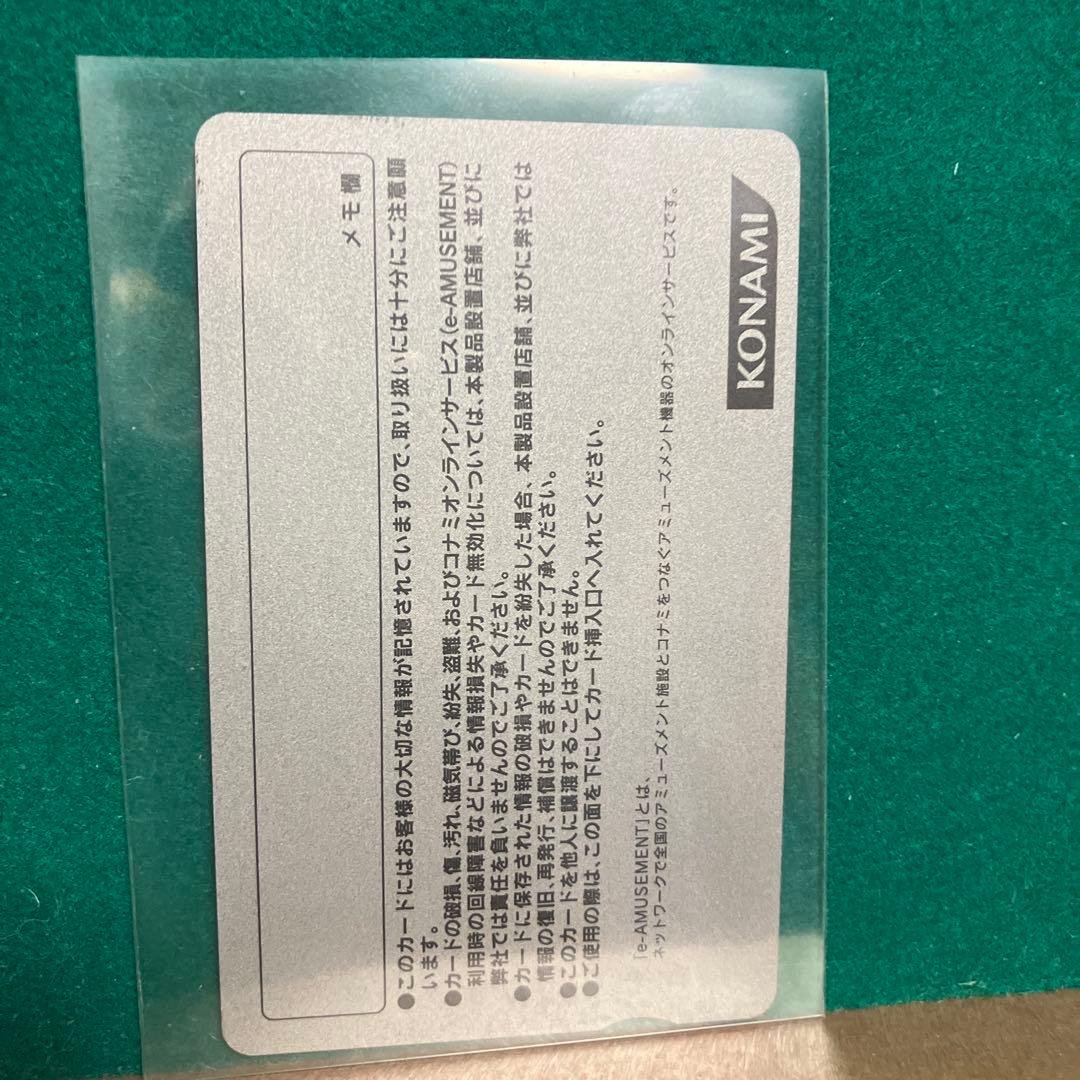 メモ欄
●このカードにはお客様の大切な情報が記憶されていますので、取り扱いには十分にご注意願
います。
●カードの破損、傷、汚れ、磁気帯び、紛失、盗難、およびコナミオンラインサービス(e-AMUSEMENT)
利用時の回線障害などによる情報損失やカード無効化については、本製品設置店舗、並びに
弊社では責任を負いませんのでご了承ください。
●カードに保存された情報の破損やカードを紛失した場合、本製品設置店舗、並びに弊社では
情報の復旧、再発行、補償はできませんのでご了承ください。
●このカードを他人に譲渡することはできません。
●ご使用の際は、この面を下にしてカード挿入口へ入れてください。
「e-AMUSEMENT」とは、
ネットワークで全国のアミューズメント施設とコナミをつなぐアミューズメント機器のオンラインサービスです。
KONAMI